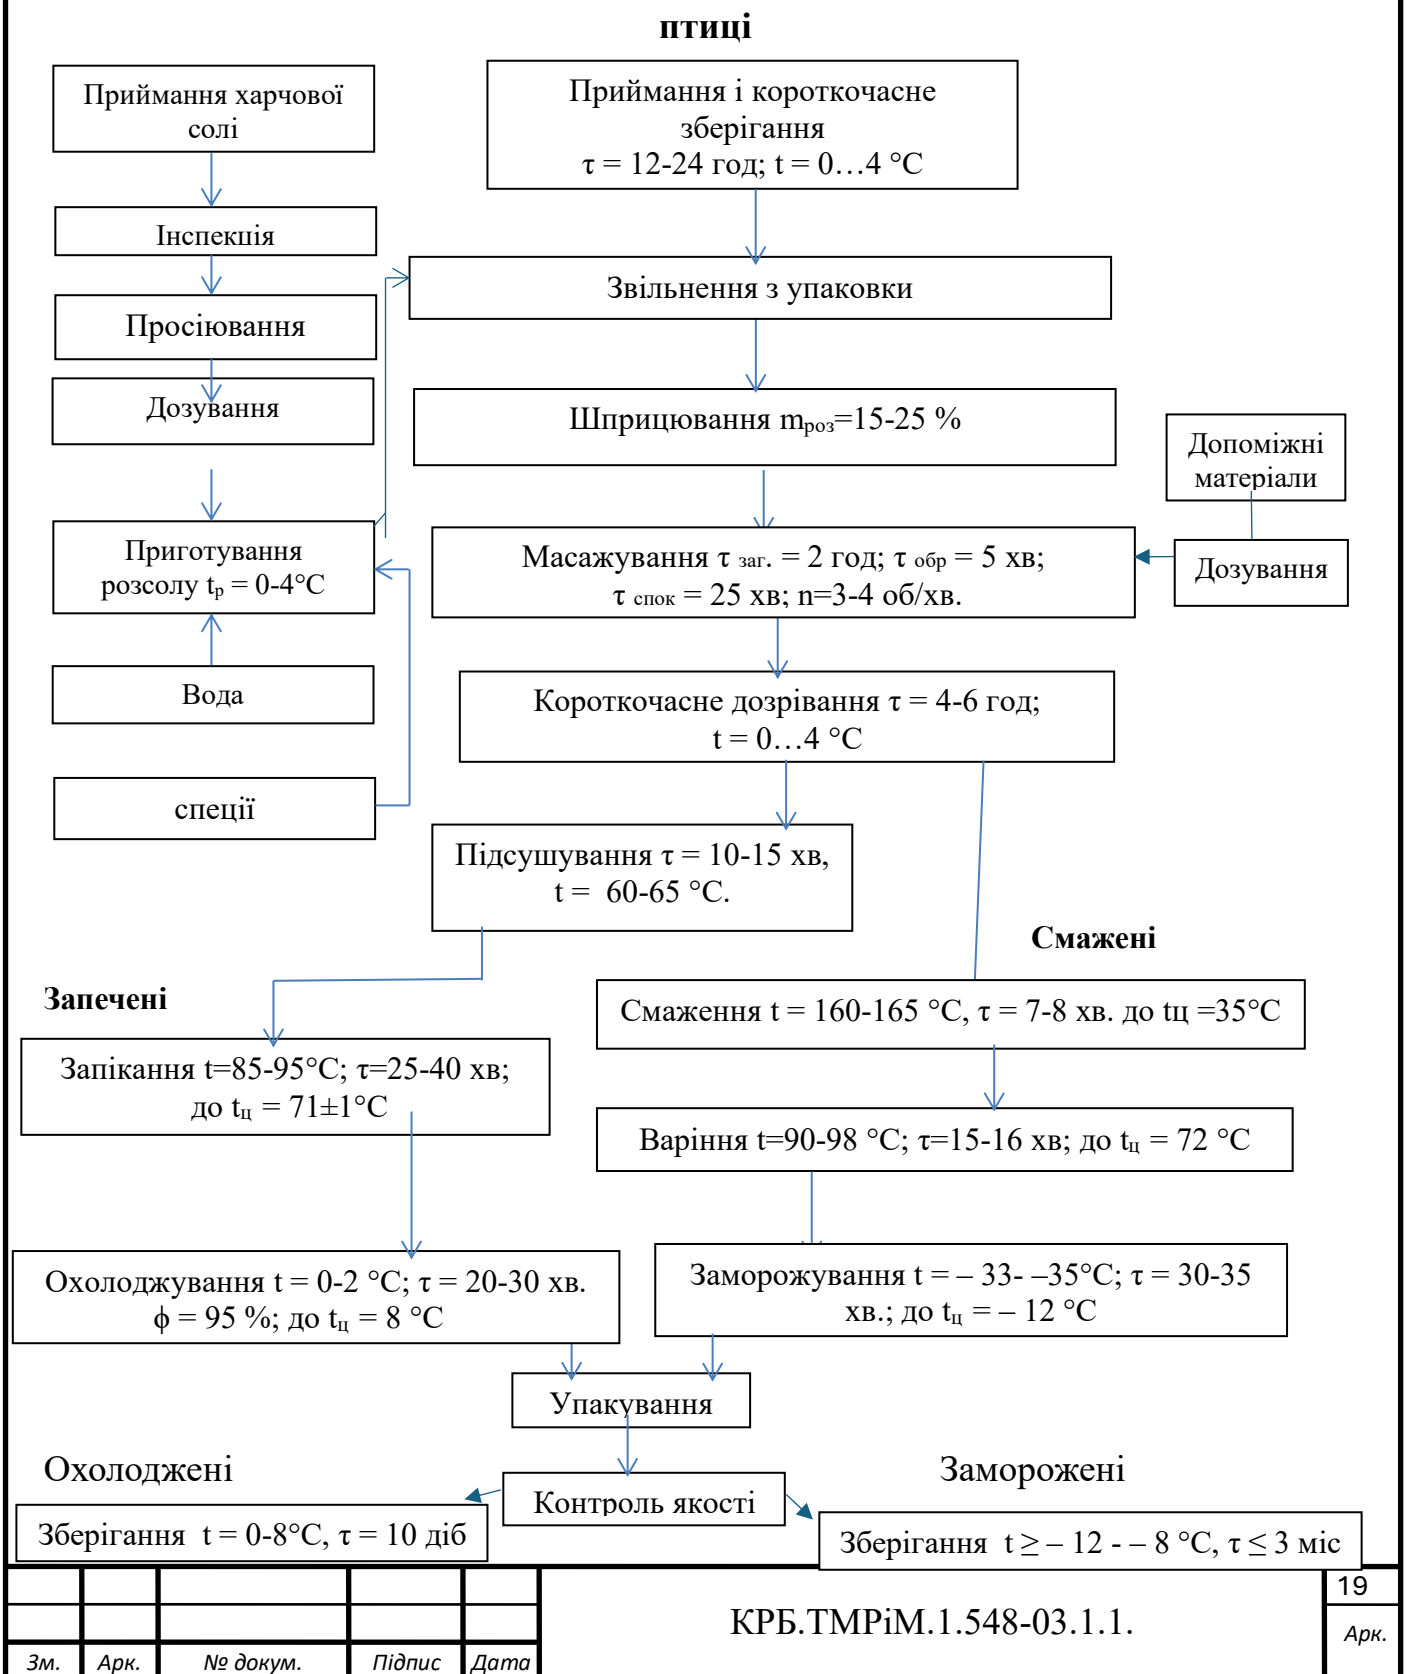 птиці
Приймання харчової
солі
Приймання і короткочасне
зберігання
τ = 12-24 год; t = 0…4 °С
Інспекція
Звільнення з упаковки
Просіювання
Дозування
Шприцювання mроз=15-25 %
Допоміжні
матеріали
Приготування
розсолу tр = 0-4°С
Масажування τ заг. = 2 год; τ обр = 5 хв;
τ спок = 25 хв; n=3-4 об/хв.
Дозування
Вода
Короткочасне дозрівання τ = 4-6 год;
t = 0…4 °С
спеції
Підсушування τ = 10-15 хв,
t = 60-65 °С.
Смажені
Запечені
Смаження t = 160-165 °С, τ = 7-8 хв. до tц =35°С
Запікання t=85-95°С; τ=25-40 хв;
до tц = 71±1°С
Варіння t=90-98 °С; τ=15-16 хв; до tц = 72 °С
Охолоджування t = 0-2 °С; τ = 20-30 хв.
ϕ = 95 %; до tц = 8 °С
Заморожування t = – 33- –35°С; τ = 30-35
хв.; до tц = – 12 °С
Упакування
Охолоджені
Заморожені
Контроль якості
Зберігання t = 0-8°С, τ = 10 діб
Зберігання t ≥ – 12 - – 8 °С, τ ≤ 3 міс
19
КРБ.ТМРіМ.1.548-03.1.1.
Арк.
Зм. Арк. № докум. Підпис Дата